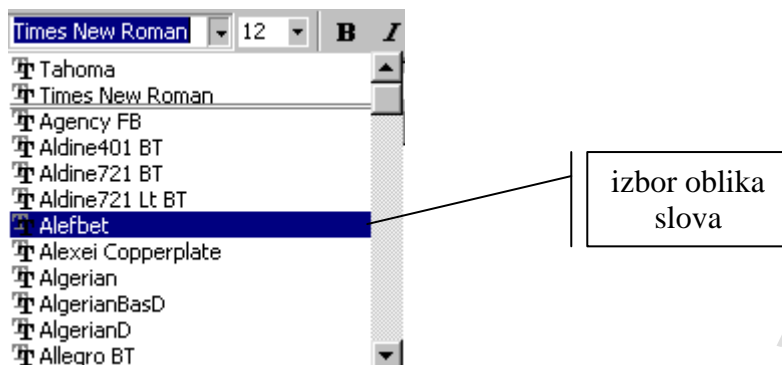 Times New Roman 12 B I
Tahoma
Times New Roman
Agency FB
Aldine401 BT
Aldine721 BT
Aldine721 Lt BT
Alefbet
Alexei Copperplate
Algerian
AlgerianBasD
AlgerianD
Allegro BT
izbor oblika
slova